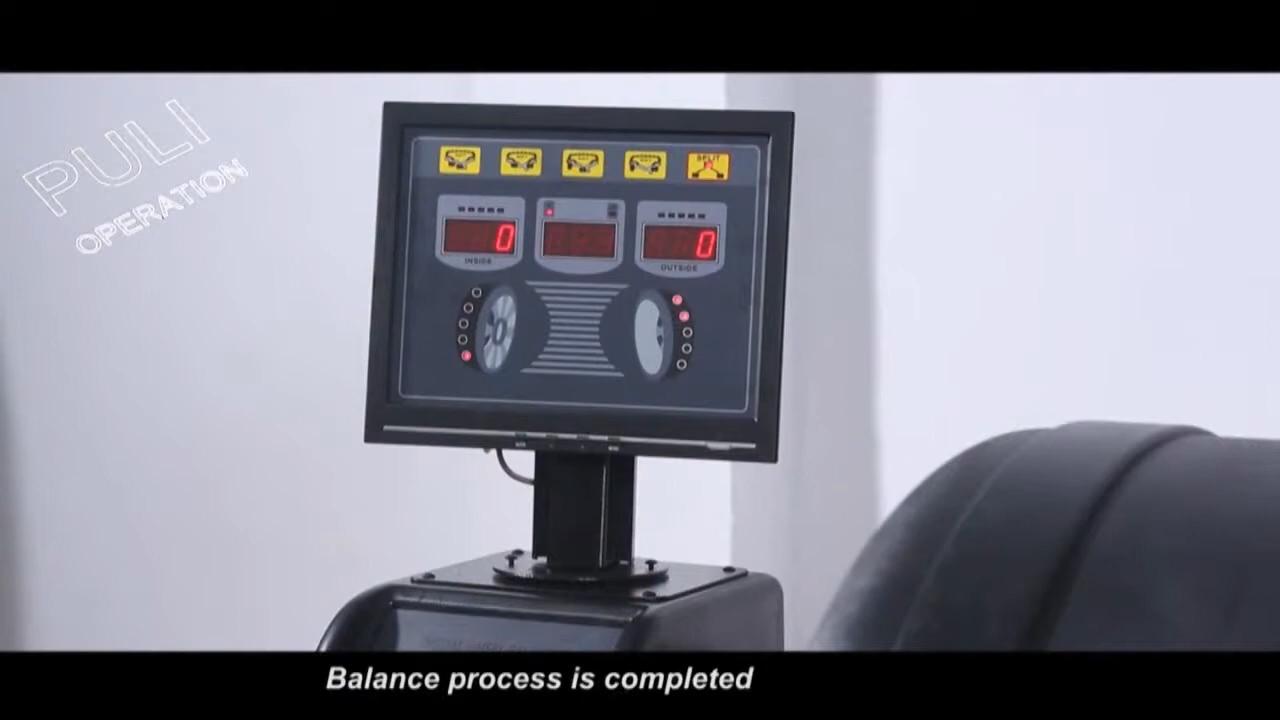 PULI
OPERATION
SPLIT
0
0
INSIDE
OUTSIDE
Balance process is completed